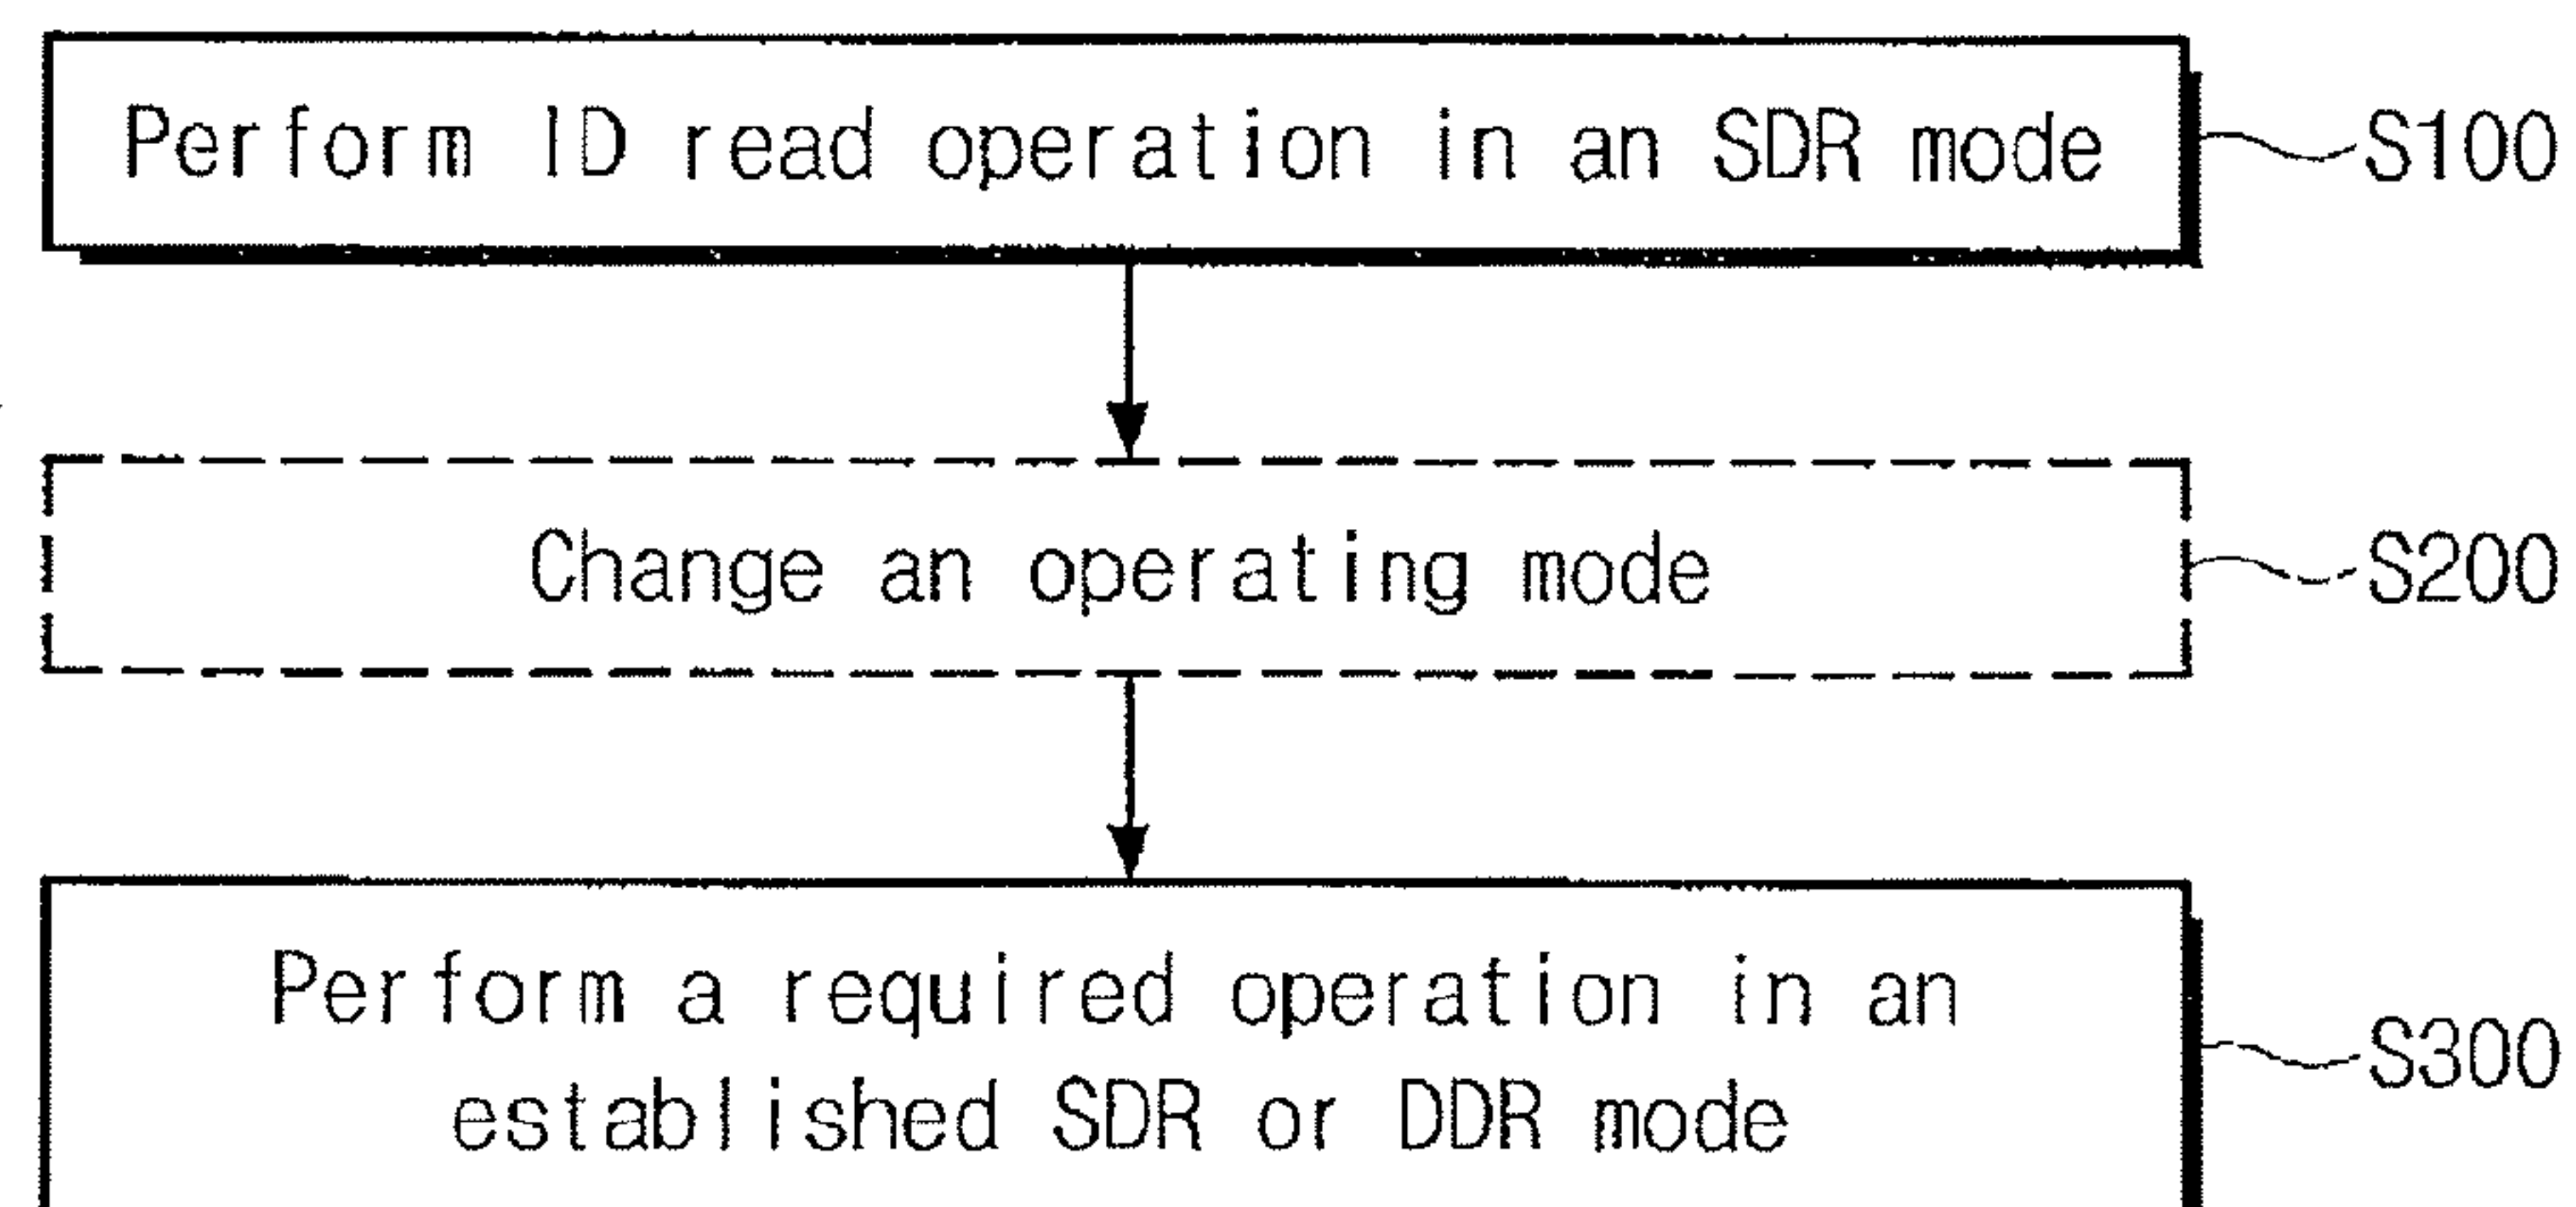 Perform ID read operation in an SDR mode
S100
Change an operating mode
S200
Perform a required operation in an
established SDR or DDR mode
S300